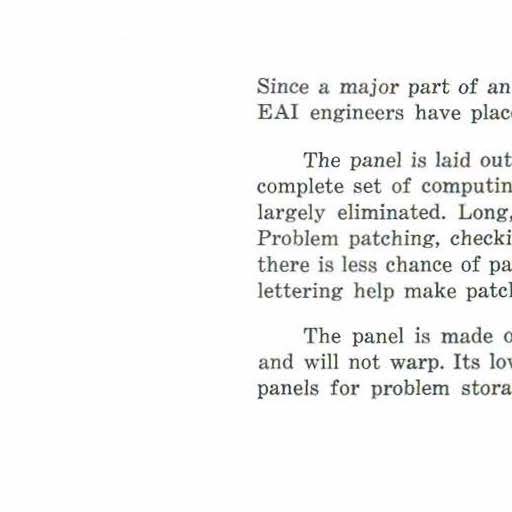 Since a major part of an
EAI engineers have plac
The panel is laid out
complete set of computin
largely eliminated. Long,
Problem patching, checki
there is less chance of pa
lettering help make patc
The panel is made o
and will not warp. Its lo
panels for problem stora